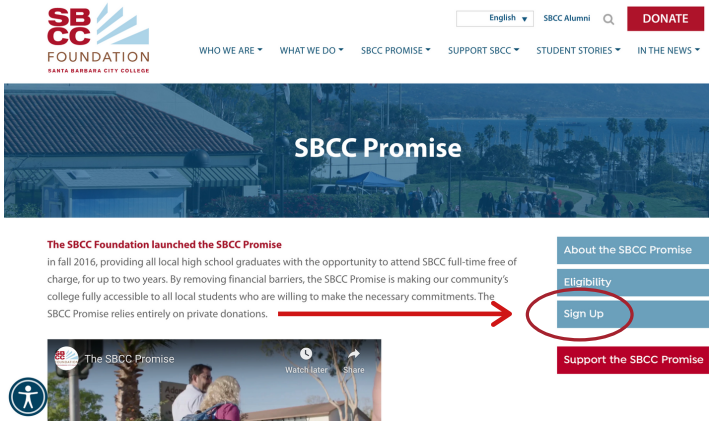 SB
CC
FOUNDATION
SANTA BARBARA CITY COLLEGE
English
SBCC Alumni
DONATE
WHO WE ARE
WHAT WE DO
SBCC PROMISE
SUPPORT SBCC
STUDENT STORIES
IN THE NEWS
SBCC Promise
The SBCC Foundation launched the SBCC Promise
in fall 2016, providing all local high school graduates with the opportunity to attend SBCC full-time free of
charge, for up to two years. By removing financial barriers, the SBCC Promise is making our community's
college fully accessible to all local students who are willing to make the necessary commitments. The
SBCC Promise relies entirely on private donations.
About the SBCC Promise
Eligibility
Sign Up
Support the SBCC Promise
SB
CC
FOUNDATION
The SBCC Promise
Watch later
Share